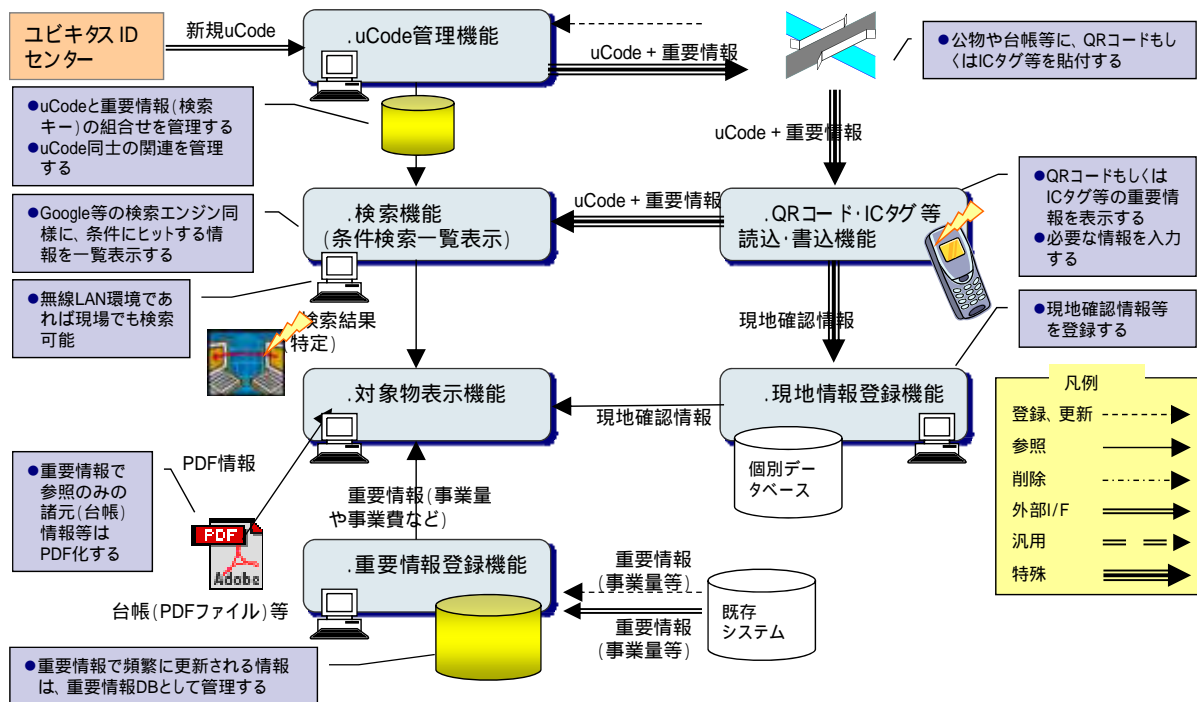 ユビキタスID
センター
新規uCode
.uCode管理機能
uCode + 重要情報
●公物や台帳等に、QRコードもし
くはICタグ等を貼付する
●uCodeと重要情報(検索
キー)の組合せを管理する
●uCode同士の関連を管理
する
uCode + 重要情報
●Google等の検索エンジン同
様に、条件にヒットする情
報を一覧表示する
.検索機能
(条件検索一覧表示)
uCode + 重要情報
.QRコード・ICタグ等
読込・書込機能
●QRコードもしくは
ICタグ等の重要情
報を表示する
●必要な情報を入力
する
●無線LAN環境であ
れば現場でも検索
可能
検索結果
(特定)
現地確認情報
●現地確認情報等
を登録する
.対象物表示機能
現地確認情報
.現地情報登録機能
個別デー
タベース
凡例
登録、更新
参照
削除
外部I/F
汎用
特殊
●重要情報で
参照のみの
諸元(台帳)
情報等は
PDF化する
PDF情報
PDF
Adobe
台帳(PDFファイル)等
重要情報(事業量
や事業費など)
.重要情報登録機能
重要情報
(事業量等)
重要情報
(事業量等)
既存
システム
●重要情報で頻繁に更新される情報
は、重要情報DBとして管理する